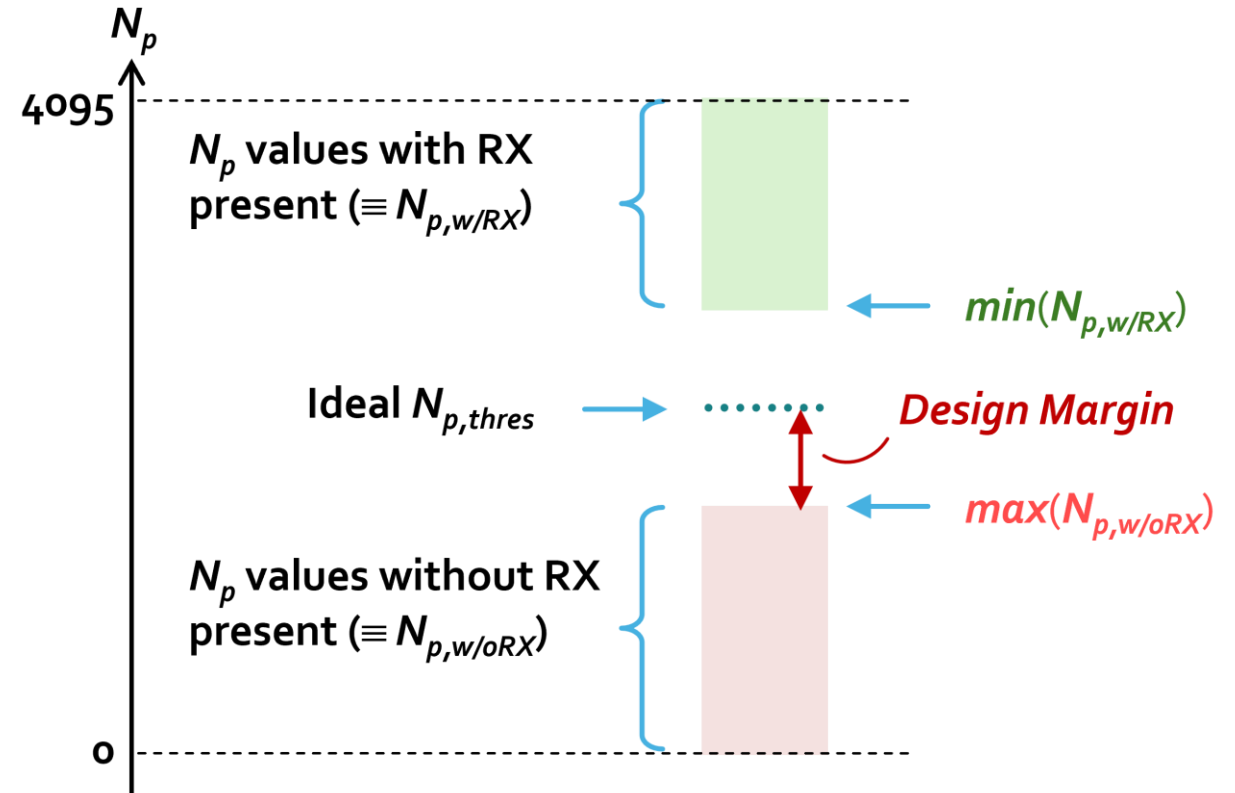 Np
4095
Np values with RX
present (≡ Np,w/RX)
min(Np,w/RX)
Ideal Np,thres
Design Margin
max(Np,w/oRX)
Np values without RX
present (≡ Np,w/oRX)
0